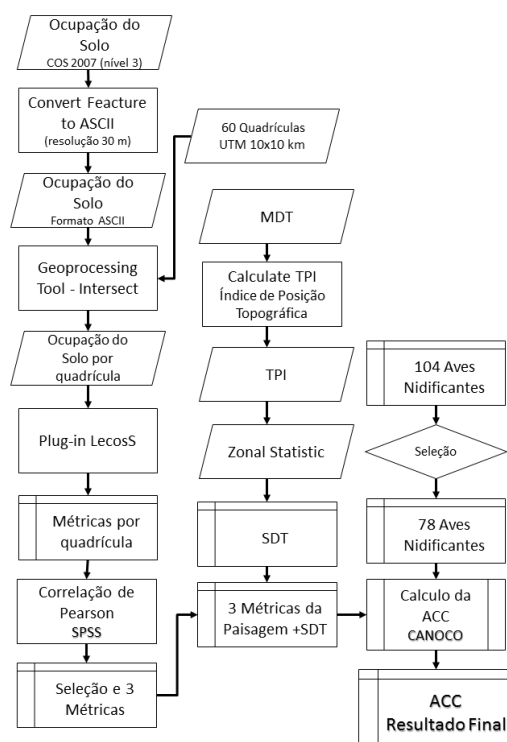 Ocupação do
Solo
COS 2007 (nível 3)
Convert Feacture
to ASCII
(resolução 30 m)
Ocupação do
Solo
Formato ASCII
Geoprocessing
Tool - Intersect
Ocupação do
Solo por
quadrícula
Plug-in LecosS
Métricas por
quadrícula
Correlação de
Pearson
SPSS
Seleção e 3
Métricas
60 Quadrículas
UTM 10x10 km
MDT
Calculate TPI
Índice de Posição
Topográfica
TPI
Zonal Statistic
SDT
3 Métricas da
Paisagem +SDT
104 Aves
Nidificantes
Seleção
78 Aves
Nidificantes
Calculo da
ACC
CANOCO
ACC
Resultado Final